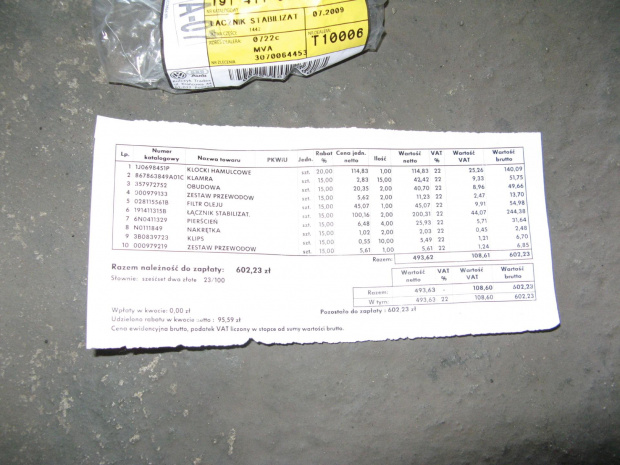 ŁĄCZNIK STABILIZAT
07.2009
0/22c
MVA
T10006
3070064453
Lp. Numer katalogowy Nazwa towaru PKWiU Jedn. Rabat % Cena jedn. netto Ilość Wartość netto VAT % Wartość VAT Wartość brutto
1 1J0698451P KLOCKI HAMULCOWE szt. 20,00 114,83 1,00 114,83 22 25,26 140,09
2 867863849A01C KLAMRA szt. 15,00 2,83 15,00 42,42 22 9,33 51,75
3 357972752 OBUDOWA szt. 15,00 20,35 2,00 40,70 22 8,96 49,66
4 000979133 ZESTAW PRZEWODOW szt. 15,00 5,62 2,00 11,23 22 2,47 13,70
5 028115561B FILTR OLEJU szt. 15,00 45,07 1,00 45,07 22 9,91 54,98
6 191411315B ŁĄCZNIK STABILIZAT. szt. 15,00 100,16 2,00 200,31 22 44,07 244,38
7 6N0411329 PIERŚCIEŃ szt. 15,00 6,48 4,00 25,93 22 5,71 31,64
8 N0111849 NAKRĘTKA szt. 15,00 1,02 2,00 2,03 22 0,45 2,48
9 3B0839723 KLIPS szt. 15,00 0,55 10,00 5,49 22 1,21 6,70
10 000979219 ZESTAW PRZEWODOW szt. 15,00 5,61 1,00 5,61 22 1,24 6,85
Razem: 493,62 108,61 602,23
Razem należność do zapłaty: 602,23 zł
Słownie: sześćset dwa złote 23/100
Wartość netto VAT % Wartość VAT Wartość brutto
Razem: 493,63 - 108,60 602,23
W tym: 493,63 22 108,60 602,23
Wpłaty w kwocie: 0,00 zł
Pozostało do zapłaty : 602,23 zł
Udzielono rabatu w kwocie netto : 95,59 zł
Cena ewidencyjna brutto, podatek VAT liczony w stopce od sumy wartości brutto.